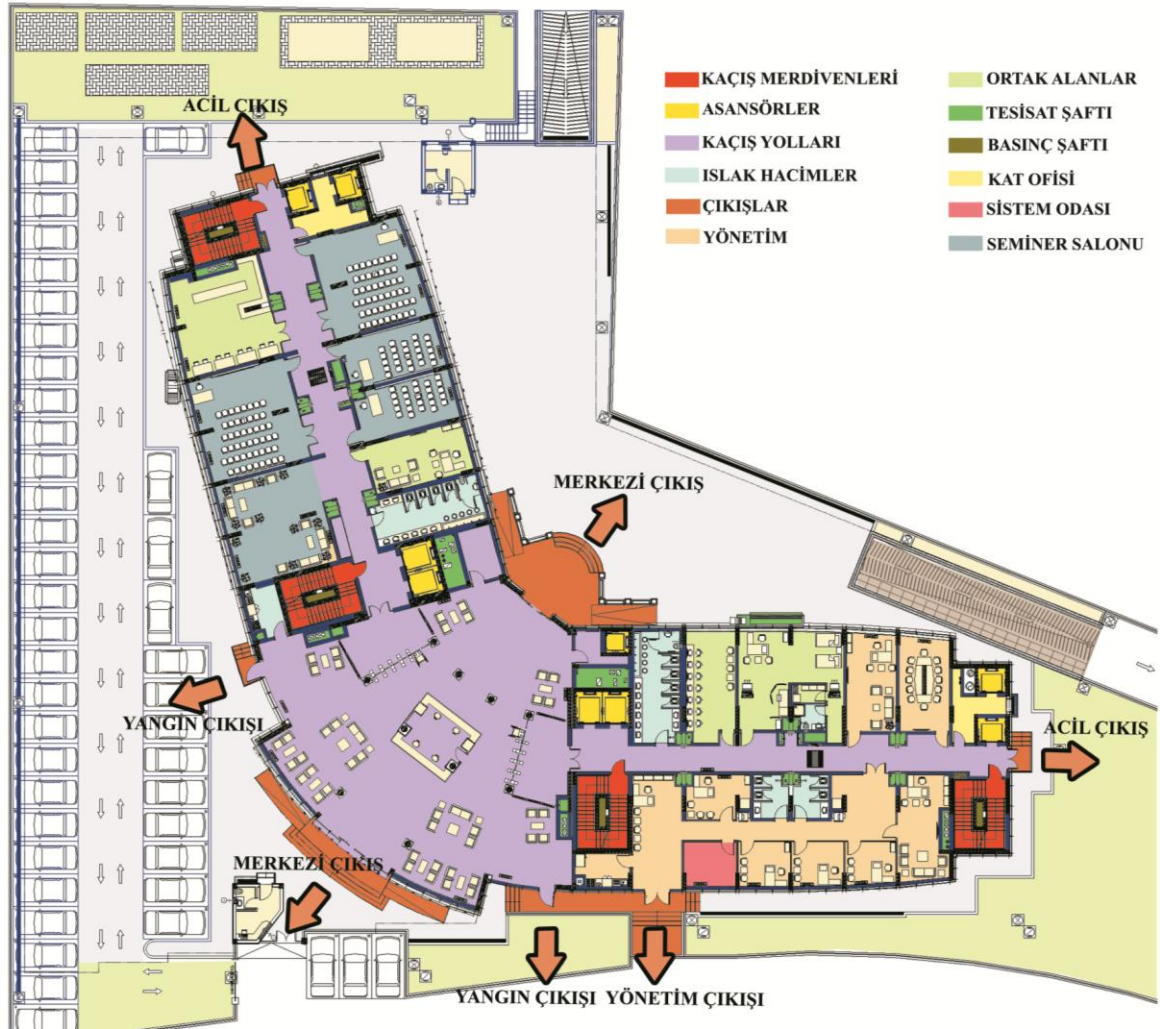 KAÇIŞ MERDİVENLERİ
ASANSÖRLER
KAÇIŞ YOLLARI
ISLAK HACİMLER
ÇIKIŞLAR
YÖNETİM
ORTAK ALANLAR
TESİSAT ŞAFTI
BASINÇ ŞAFTI
KAT OFİSİ
SİSTEM ODASI
SEMİNER SALONU
ACİL ÇIKIŞ
MERKEZİ ÇIKIŞ
YANGIN ÇIKIŞI
ACİL ÇIKIŞ
MERKEZİ ÇIKIŞ
YANGIN ÇIKIŞI
YÖNETİM ÇIKIŞI